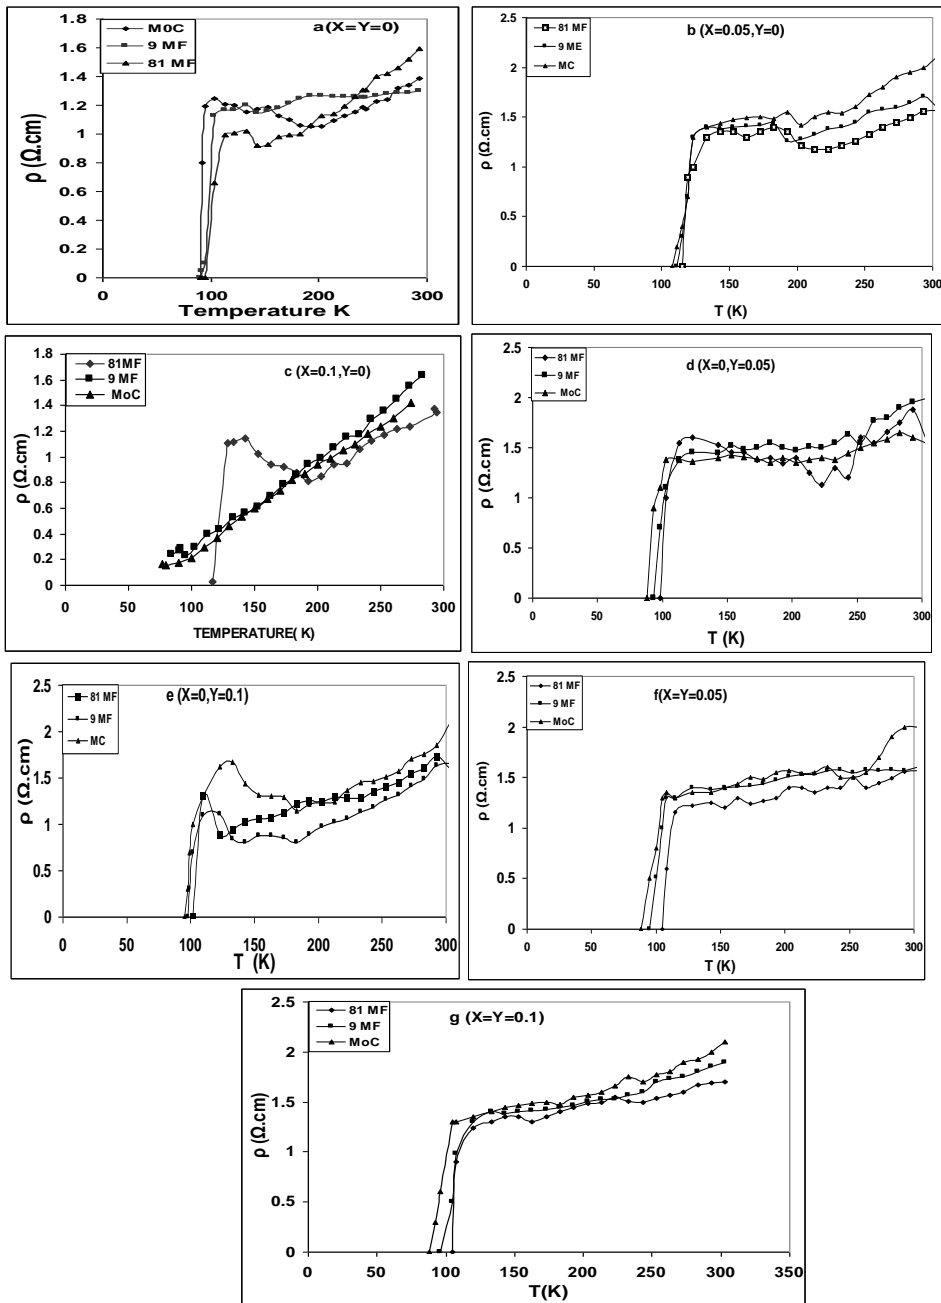 a(X=Y=0)
M0C
9 MF
81 MF
ρ (Ω.cm)
1.8
1.6
1.4
1.2
1
0.8
0.6
0.4
0.2
0
0 100 200 300
Temperature K
b (X=0.05,Y=0)
81 MF
9 ME
MC
ρ (Ω.cm)
2.5
2
1.5
1
0.5
0
0 50 100 150 200 250 300
T (K)
c (X=0.1,Y=0)
81MF
9 MF
MoC
ρ (Ω.cm)
1.8
1.6
1.4
1.2
1
0.8
0.6
0.4
0.2
0
0 50 100 150 200 250 300
TEMPERATURE( K)
d (X=0,Y=0.05)
81 MF
9 MF
MoC
ρ (Ω.cm)
2.5
2
1.5
1
0.5
0
0 50 100 150 200 250 300
T (K)
e (X=0,Y=0.1)
81 MF
9 MF
MC
ρ (Ω.cm)
2.5
2
1.5
1
0.5
0
0 50 100 150 200 250 300
T (K)
f(X=Y=0.05)
81 MF
9 MF
MoC
ρ (Ω.cm)
2.5
2
1.5
1
0.5
0
0 50 100 150 200 250 300
T (K)
g (X=Y=0.1)
81 MF
9 MF
MoC
ρ (Ω.cm)
2.5
2
1.5
1
0.5
0
0 50 100 150 200 250 300 350
T(K)